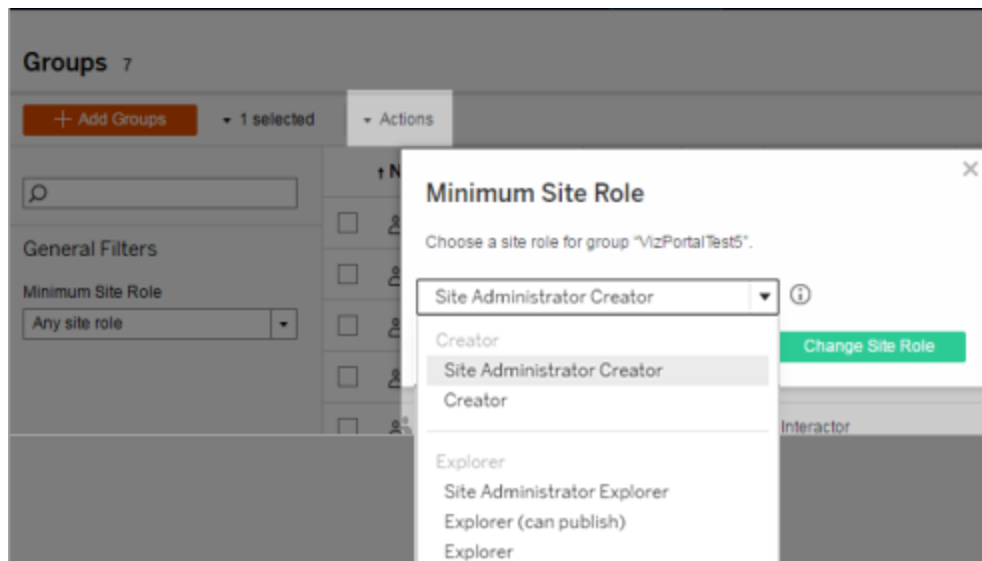 Groups 7
+ Add Groups
1 selected
Actions
↑ N
General Filters
Minimum Site Role
Any site role
Minimum Site Role
Choose a site role for group "VizPortalTest5".
Site Administrator Creator
Change Site Role
Creator
Site Administrator Creator
Creator
Interactor
Explorer
Site Administrator Explorer
Explorer (can publish)
Explorer